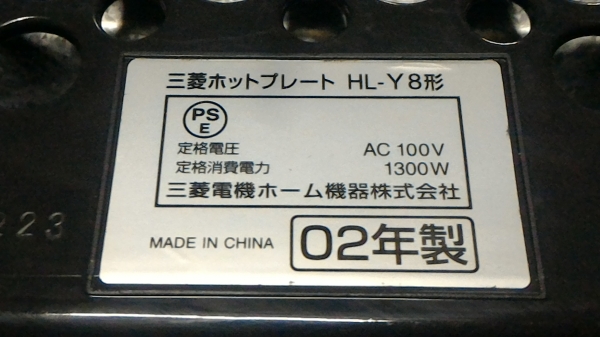 三菱ホットプレート HL-Y8形
PS
E
定格電圧 AC 100V
定格消費電力 1300W
三菱電機ホーム機器株式会社
MADE IN CHINA 02年製
223